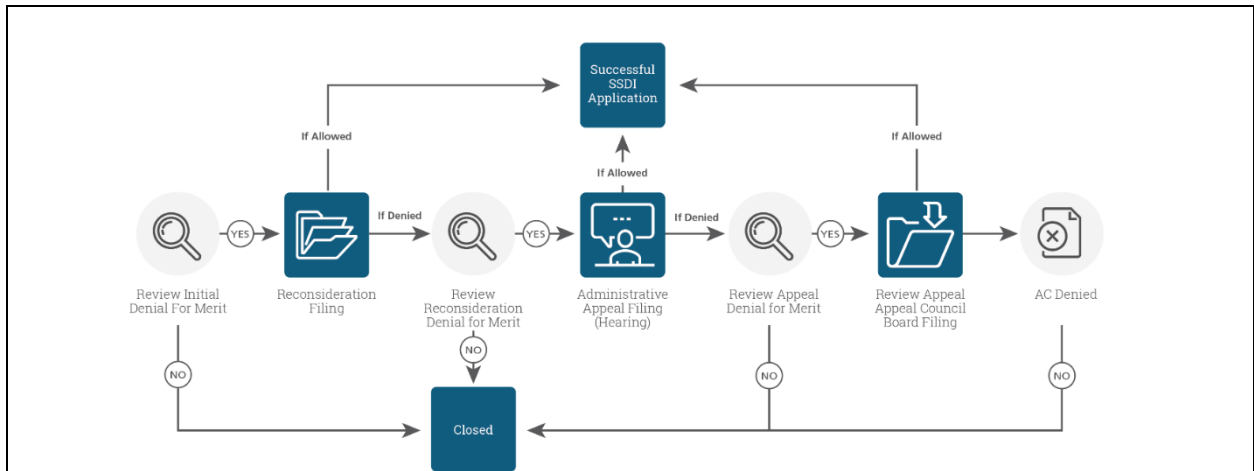 Successful
SSDI
Application
If Allowed
If Allowed
If Allowed
YES
If Denied
YES
If Denied
YES
Review Initial
Denial For Merit
Reconsideration
Filing
Review
Reconsideration
Denial for Merit
Administrative
Appeal Filing
(Hearing)
Review Appeal
Denial for Merit
Review Appeal
Appeal Council
Board Filing
AC Denied
NO
NO
NO
NO
Closed